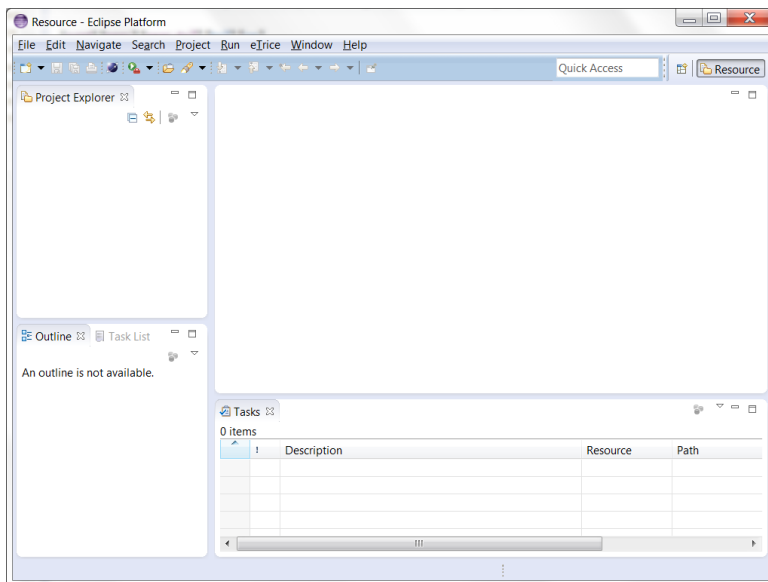 Resource - Eclipse Platform
File Edit Navigate Search Project Run eTrice Window Help
Quick Access
Resource
Project Explorer
Outline
Task List
An outline is not available.
Tasks
0 items
! Description Resource Path